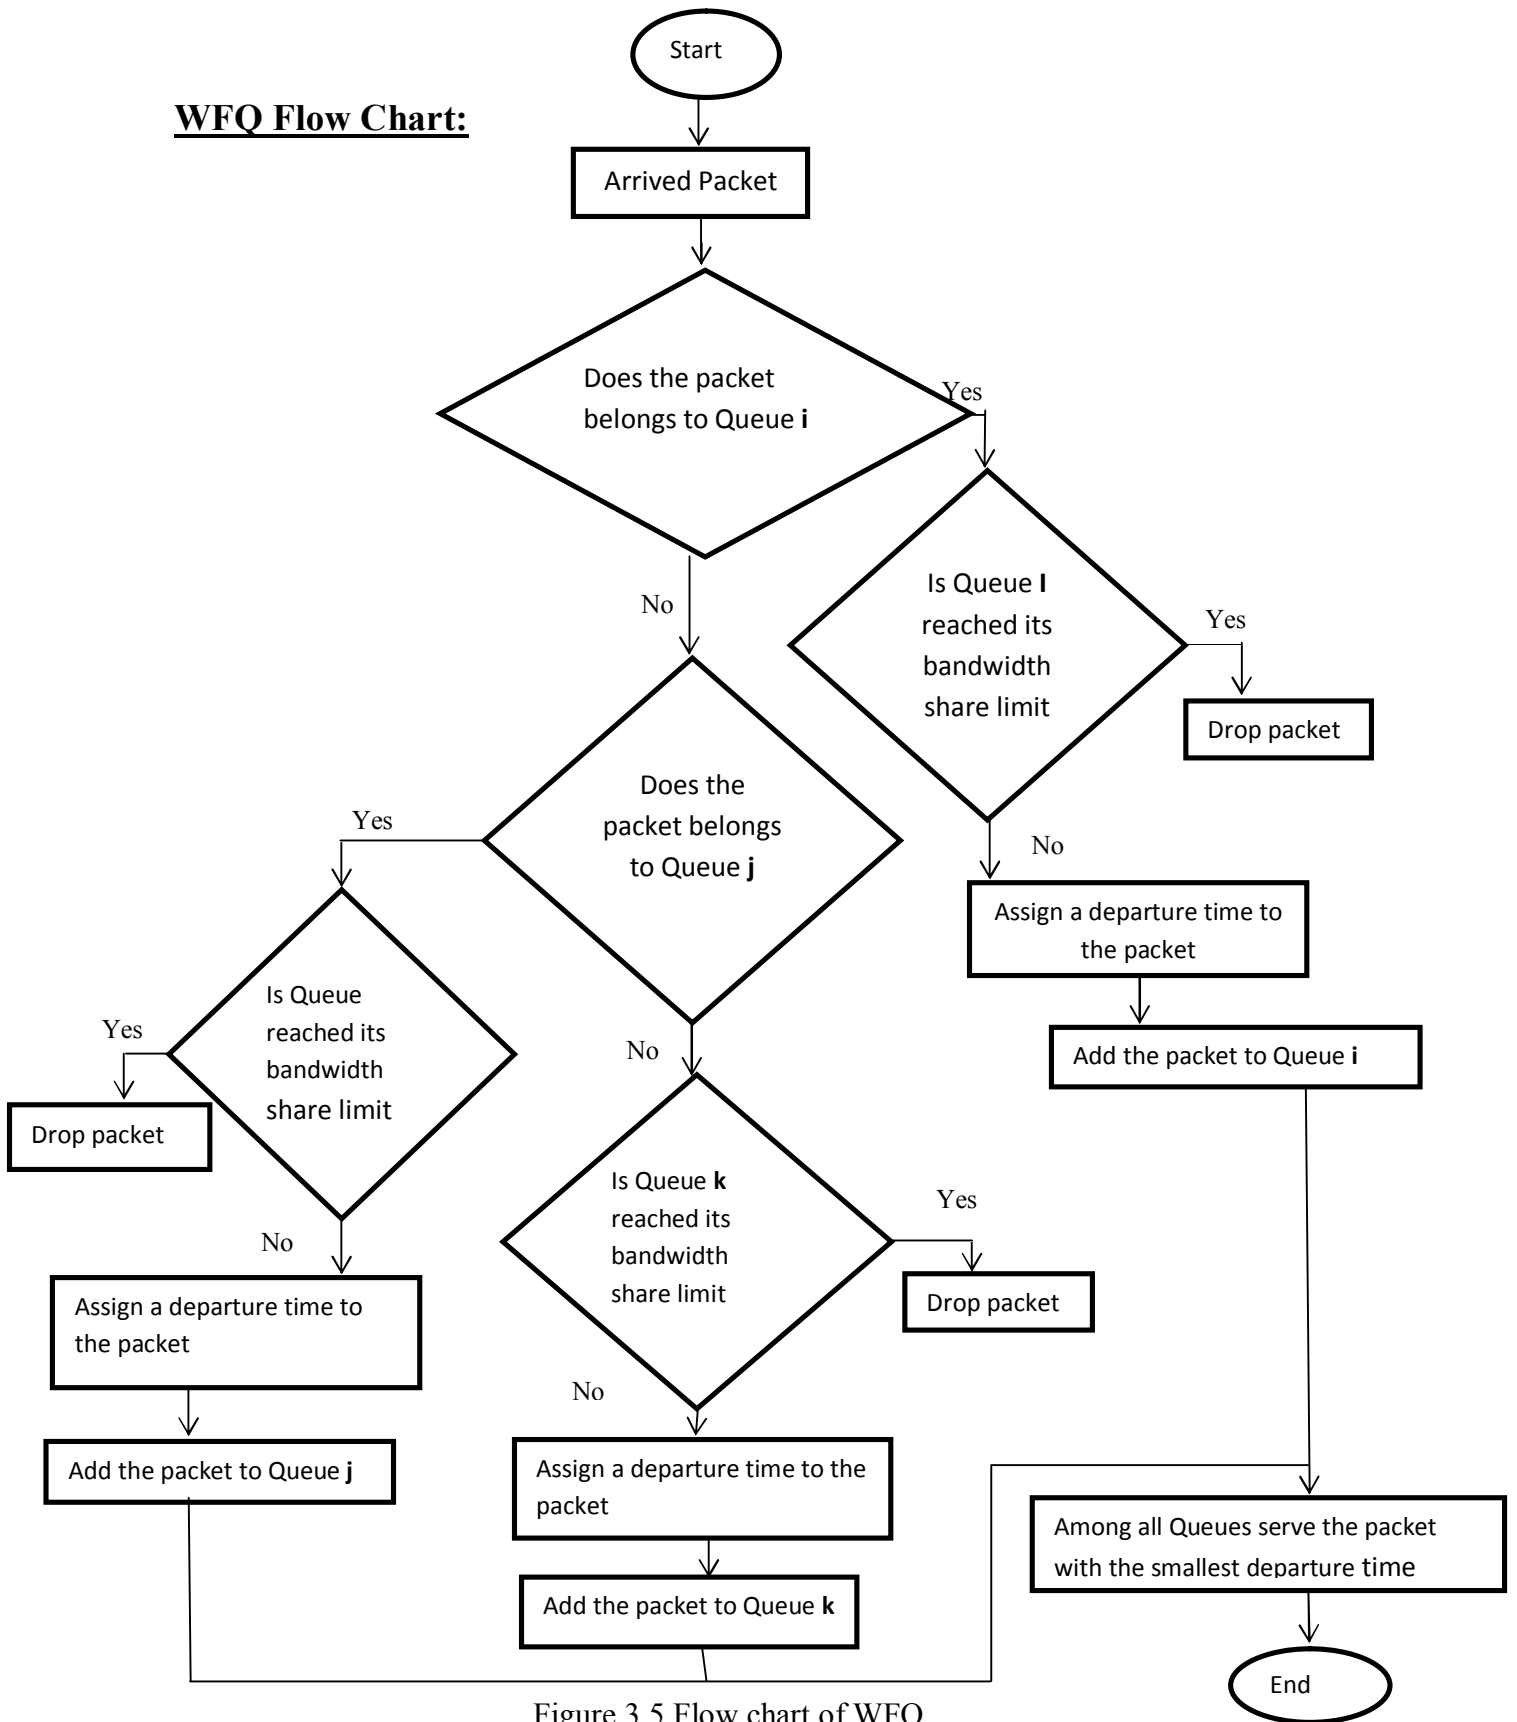 Start
WFQ Flow Chart:
Arrived Packet
Does the packet
belongs to Queue i
Yes
Is Queue I
reached its
bandwidth
share limit
Yes
Drop packet
No
No
Does the
packet belongs
to Queue j
Yes
Assign a departure time to
the packet
Add the packet to Queue i
Is Queue
reached its
bandwidth
share limit
Yes
Drop packet
No
No
Is Queue k
reached its
bandwidth
share limit
Yes
Drop packet
No
Assign a departure time to
the packet
Add the packet to Queue j
Assign a departure time to the
packet
Add the packet to Queue k
Among all Queues serve the packet
with the smallest departure time
End
Figure 3.5 Flow chart of WFQ